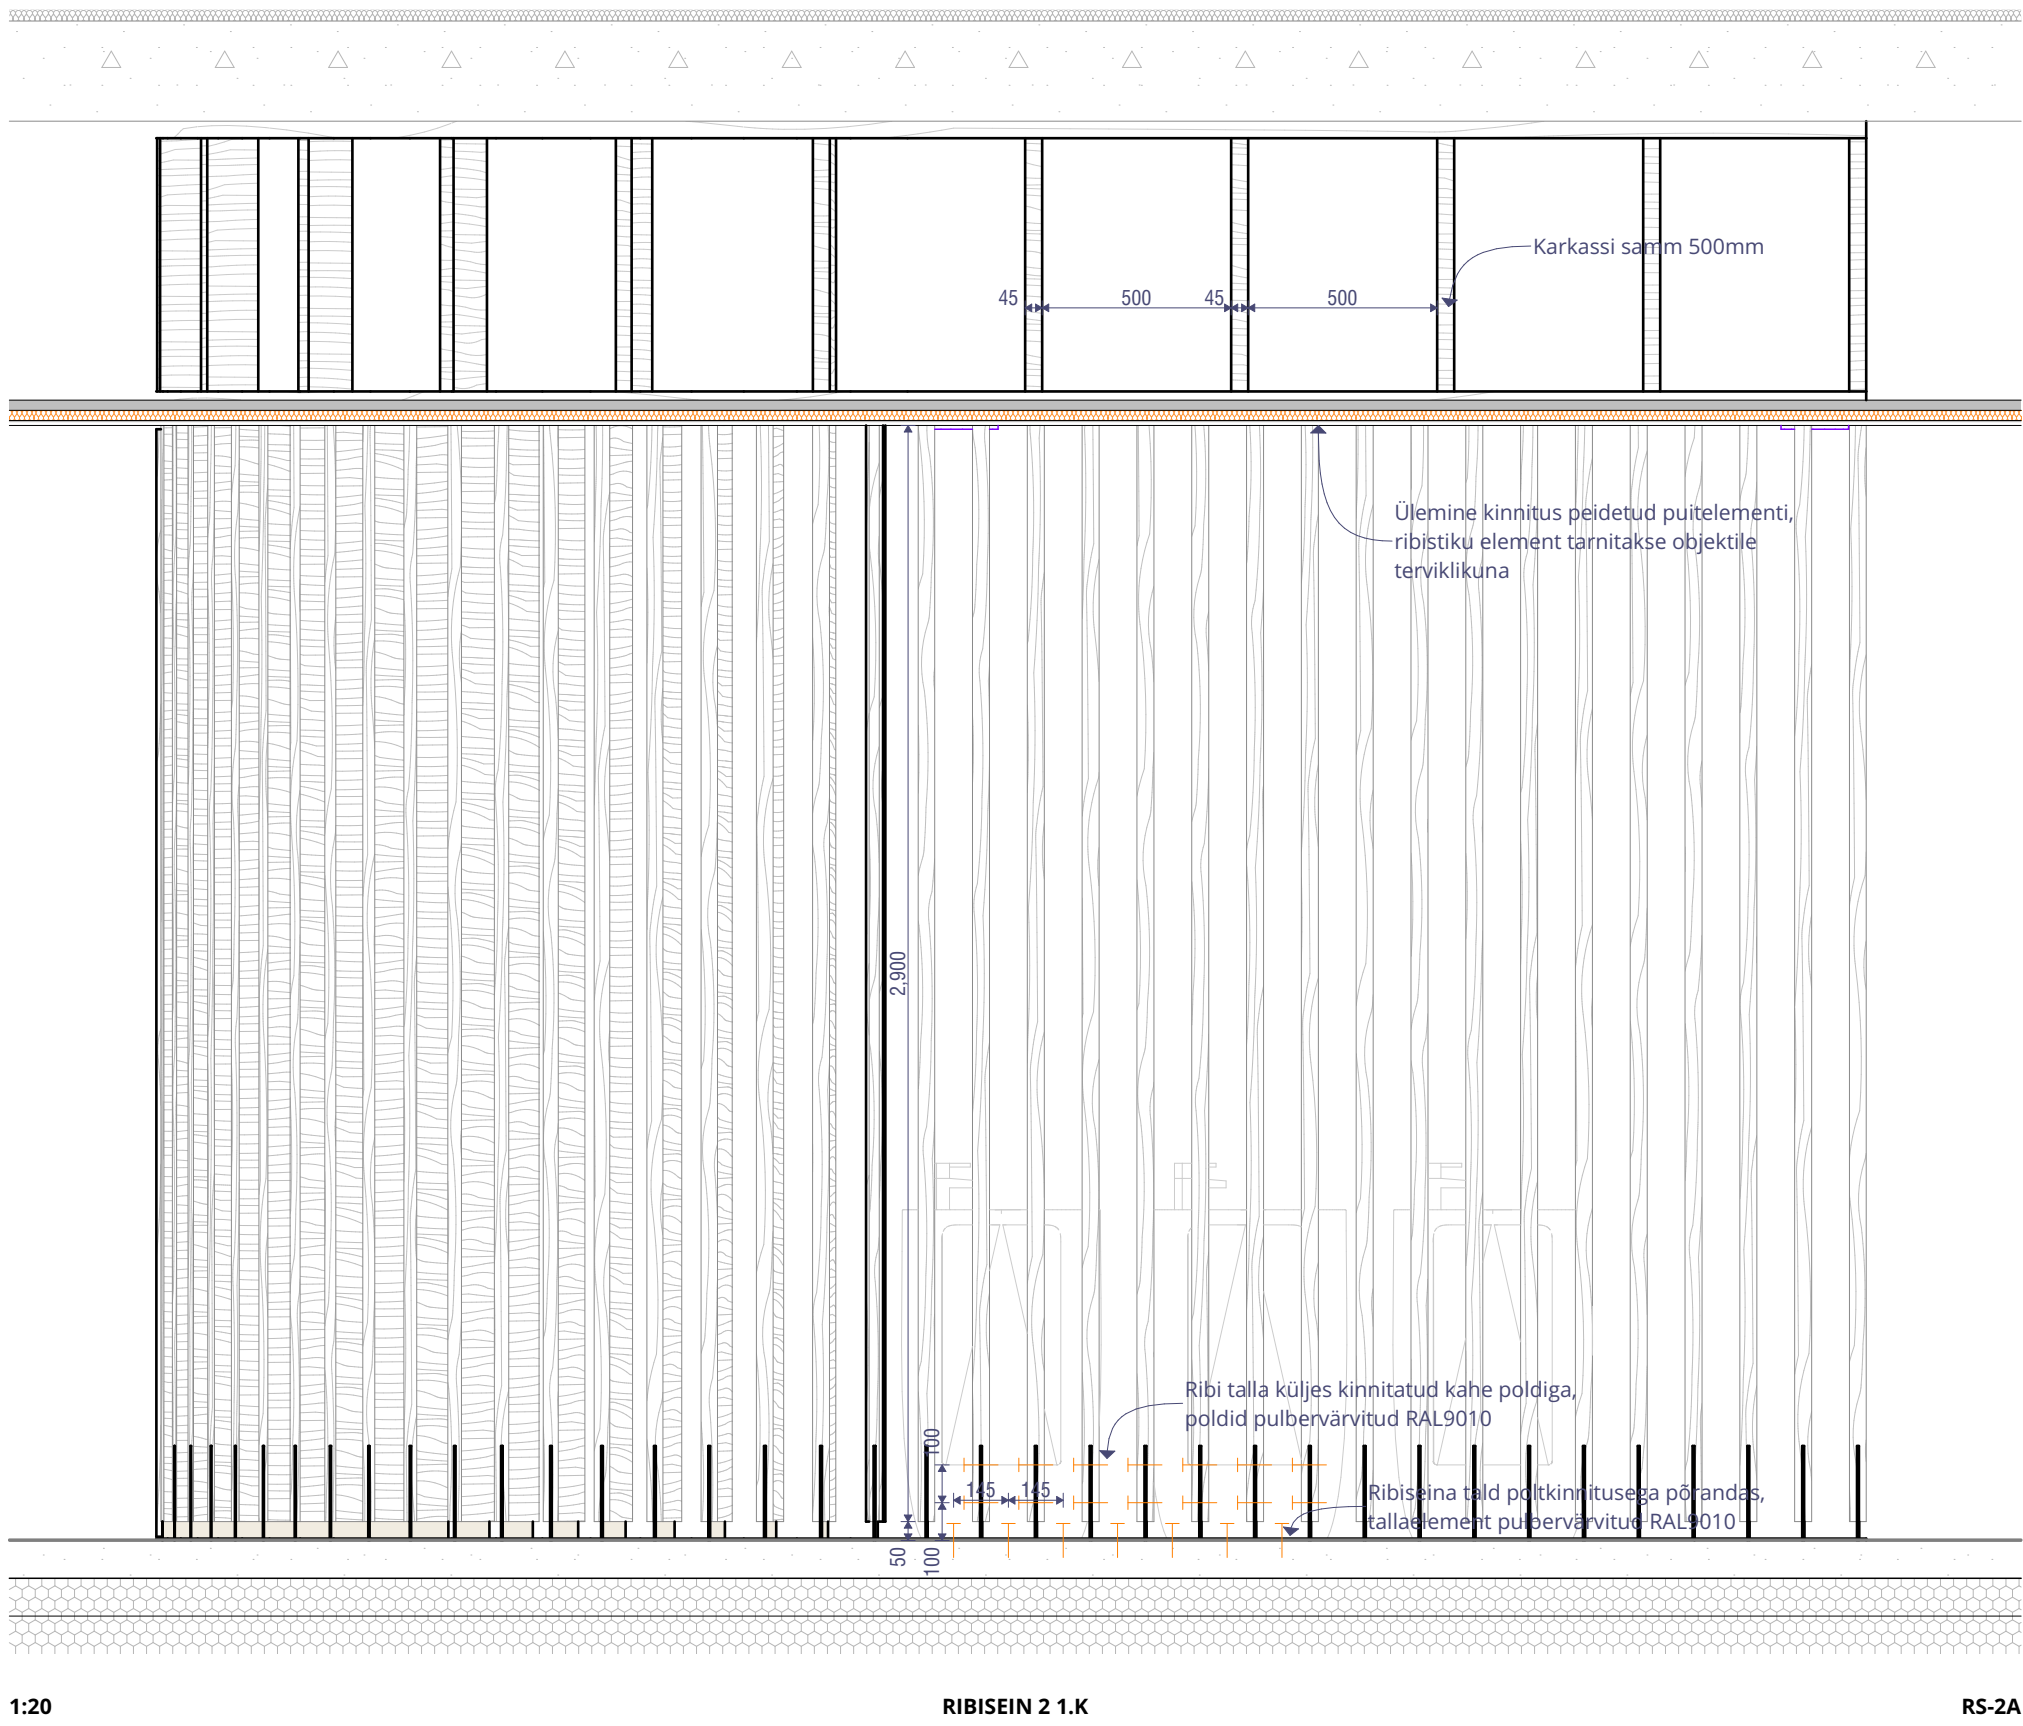 Karkassi samm 500mm
45 500 45 500
Ülemine kinnitus peidetud puitelementi,
ribistiku element tarnitakse objektile
terviklikuna
2,900
Ribi talla küljes kinnitatud kahe poldiga,
poldid pulbervärvitud RAL9010
100
145 145
Ribiseina tald poltkinnitusega põrandas,
tallaelement pulbervärvitud RAL9010
50
100
1:20
RIBISEIN 2 1.K
RS-2A